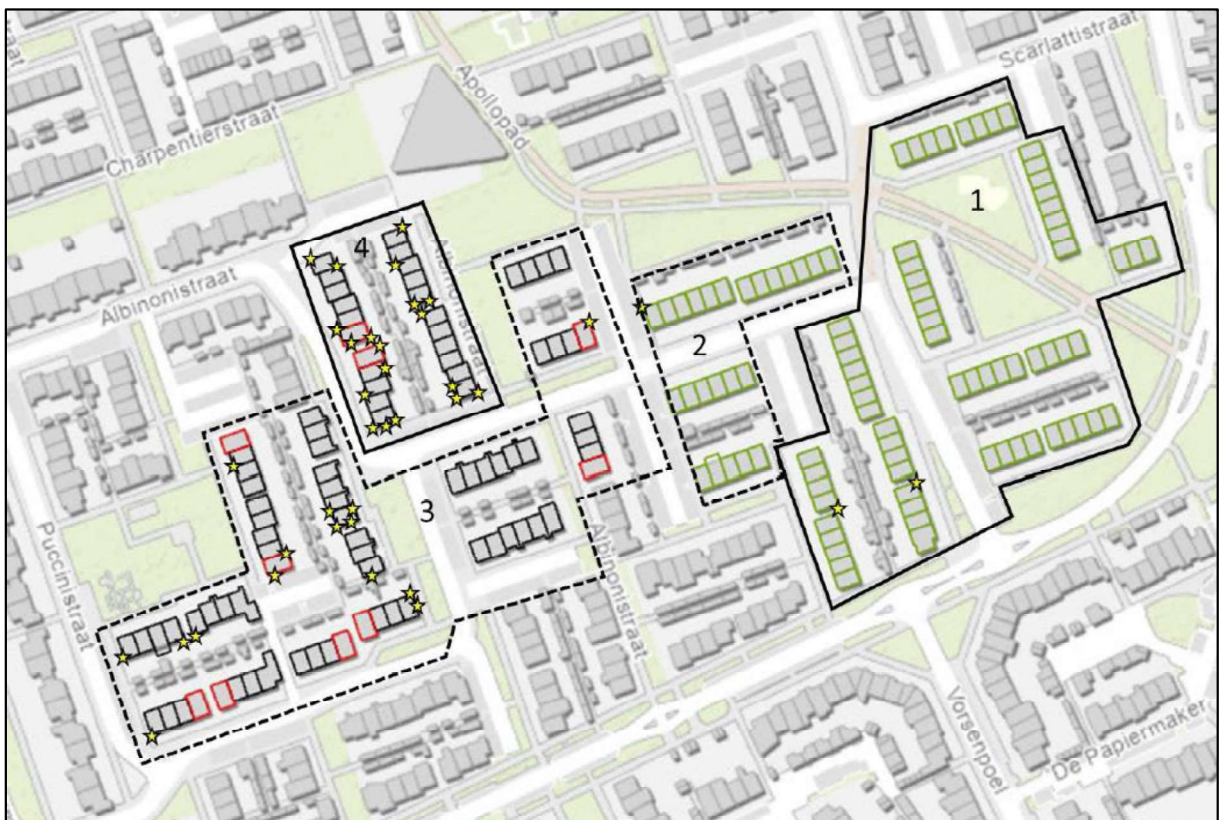 Scarlattistraat
Apollopad
Charpentierstraat
1
4
Albinonistraat
Albinonistraat
2
3
Puccinistraat
Albinonistraat
Vorsenpoel
De Papiermaker